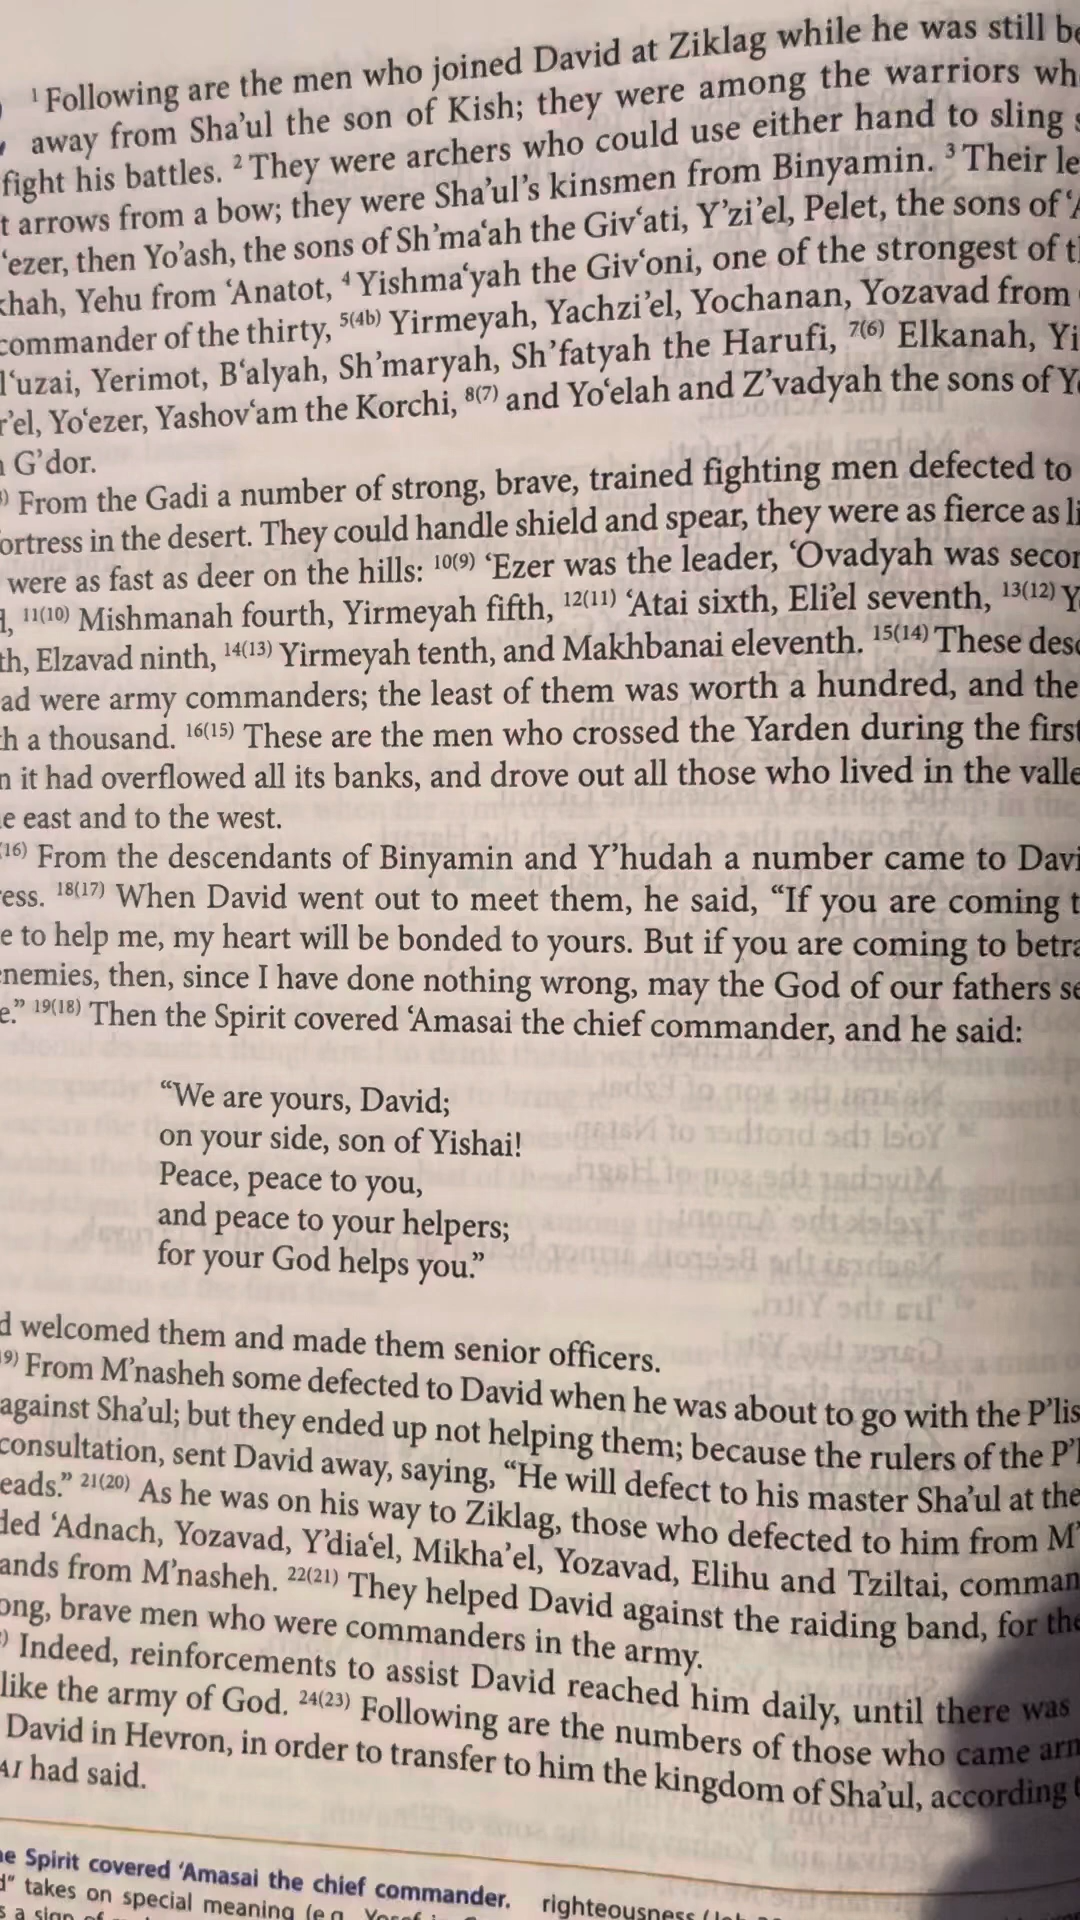 ¹ Following are the men who joined David at Ziklag while he was still
away from Sha'ul the son of Kish; they were among the warriors
fight his battles. ² They were archers who could use either hand to sling
arrows from a bow; they were Sha'ul's kinsmen from Binyamin. ³ Their
'ezer, then Yo'ash, the sons of Sh'ma'ah the Giv'ati, Y'zi'el, Pelet, the sons of
Yehu from 'Anatot, ⁴ Yishma'yah the Giv'oni, one of the strongest of
commander of the thirty, ⁵⁽⁴ᵇ⁾ Yirmeyah, Yachzi'el, Yochanan, Yozavad from
l'uzai, Yerimot, B'alyah, Sh'maryah, Sh'fatyah the Harufi, ⁷⁽⁶⁾ Elkanah,
r'el, Yo'ezer, Yashov'am the Korchi, ⁸⁽⁷⁾ and Yo'elah and Z'vadyah the sons of
G'dor.
From the Gadi a number of strong, brave, trained fighting men defected to
ortress in the desert. They could handle shield and spear, they were as fierce as
were as fast as deer on the hills: ¹⁰⁽⁹⁾ 'Ezer was the leader, 'Ovadyah was
¹¹⁽¹⁰⁾ Mishmanah fourth, Yirmeyah fifth, ¹²⁽¹¹⁾ 'Atai sixth, Eli'el seventh, ¹³⁽¹²⁾ Y
th, Elzavad ninth, ¹⁴⁽¹³⁾ Yirmeyah tenth, and Makhbanai eleventh. ¹⁵⁽¹⁴⁾ These
ad were army commanders; the least of them was worth a hundred, and the
h a thousand. ¹⁶⁽¹⁵⁾ These are the men who crossed the Yarden during the first
n it had overflowed all its banks, and drove out all those who lived in the valle
e east and to the west.
⁽¹⁶⁾ From the descendants of Binyamin and Y'hudah a number came to Davi
ess. ¹⁸⁽¹⁷⁾ When David went out to meet them, he said, "If you are coming t
e to help me, my heart will be bonded to yours. But if you are coming to betra
enemies, then, since I have done nothing wrong, may the God of our fathers se
e." ¹⁹⁽¹⁸⁾ Then the Spirit covered 'Amasai the chief commander, and he said:
"We are yours, David;
on your side, son of Yishai!
Peace, peace to you,
and peace to your helpers;
for your God helps you."
d welcomed them and made them senior officers.
From M'nasheh some defected to David when he was about to go with the P'lis
against Sha'ul; but they ended up not helping them; because the rulers of the P'l
consultation, sent David away, saying, "He will defect to his master Sha'ul at the
eads." ²¹⁽²⁰⁾ As he was on his way to Ziklag, those who defected to him from M'
ded 'Adnach, Yozavad, Y'dia'el, Mikha'el, Yozavad, Elihu and Tziltai, comman
ands from M'nasheh. ²²⁽²¹⁾ They helped David against the raiding band, for the
ong, brave men who were commanders in the army.
Indeed, reinforcements to assist David reached him daily, until there was
like the army of God. ²⁴⁽²³⁾ Following are the numbers of those who came arm
David in Hevron, in order to transfer to him the kingdom of Sha'ul, according
AI had said.
he Spirit covered 'Amasai the chief commander.
d" takes on special meaning (e.g.
righteousness